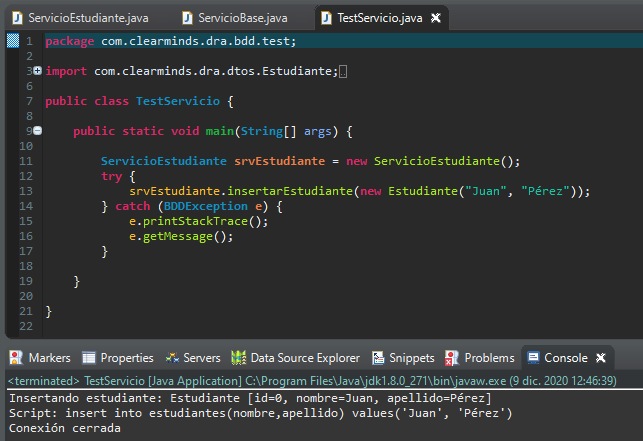 ServicioEstudiante.java ServicioBase.java TestServicio.java
1 package com.clearminds.dra.bdd.test;
2
3 import com.clearminds.dra.dtos.Estudiante;
6
7 public class TestServicio {
8
9 public static void main(String[] args) {
10
11 ServicioEstudiante srvEstudiante = new ServicioEstudiante();
12 try {
13 srvEstudiante.insertarEstudiante(new Estudiante("Juan", "Pérez"));
14 } catch (BDDException e) {
15 e.printStackTrace();
16 e.getMessage();
17 }
18
19 }
20
21 }
22
Markers Properties Servers Data Source Explorer Snippets Problems Console
<terminated> TestServicio [Java Application] C:\Program Files\Java\jdk1.8.0_271\bin\javaw.exe (9 dic. 2020 12:46:39)
Insertando estudiante: Estudiante [id=0, nombre=Juan, apellido=Pérez]
Script: insert into estudiantes(nombre,apellido) values('Juan', 'Pérez')
Conexión cerrada